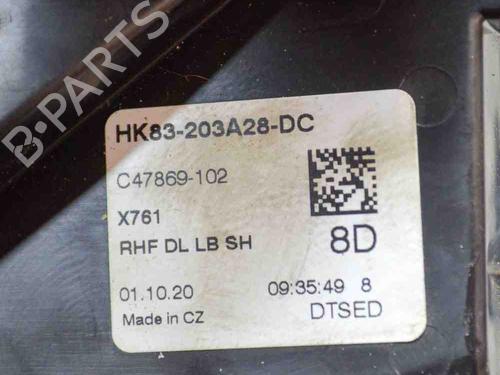 HK83-203A28-DC
C47869-102
X761
RHF DL LB SH
8D
01.10.20 09:35:49 8
Made in CZ DTSED
B-PARTS